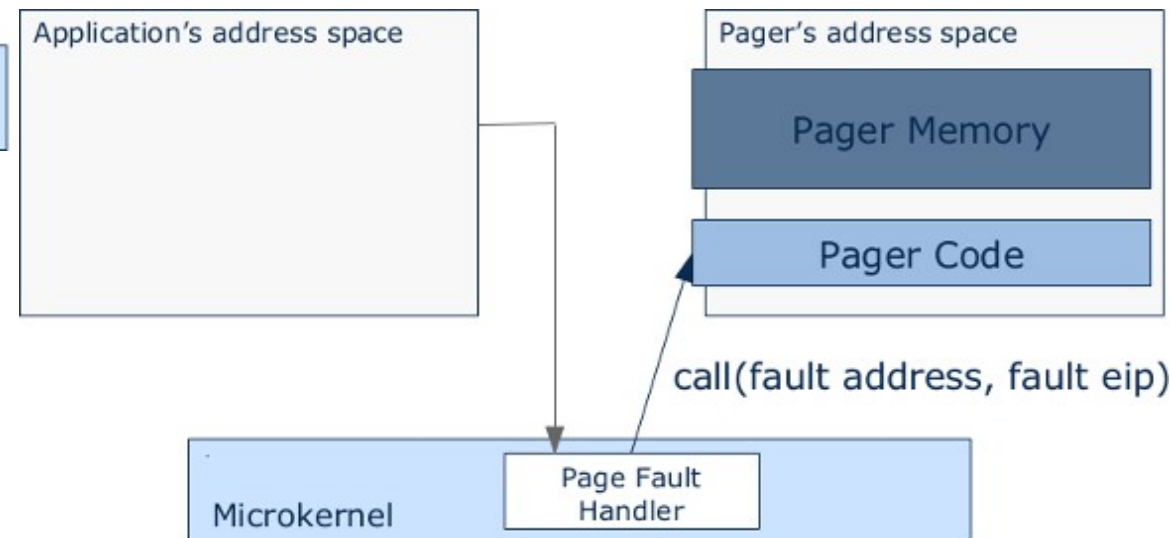 Application's address space
Pager's address space
Pager Memory
Pager Code
call(fault address, fault eip)
Page Fault
Handler
Microkernel